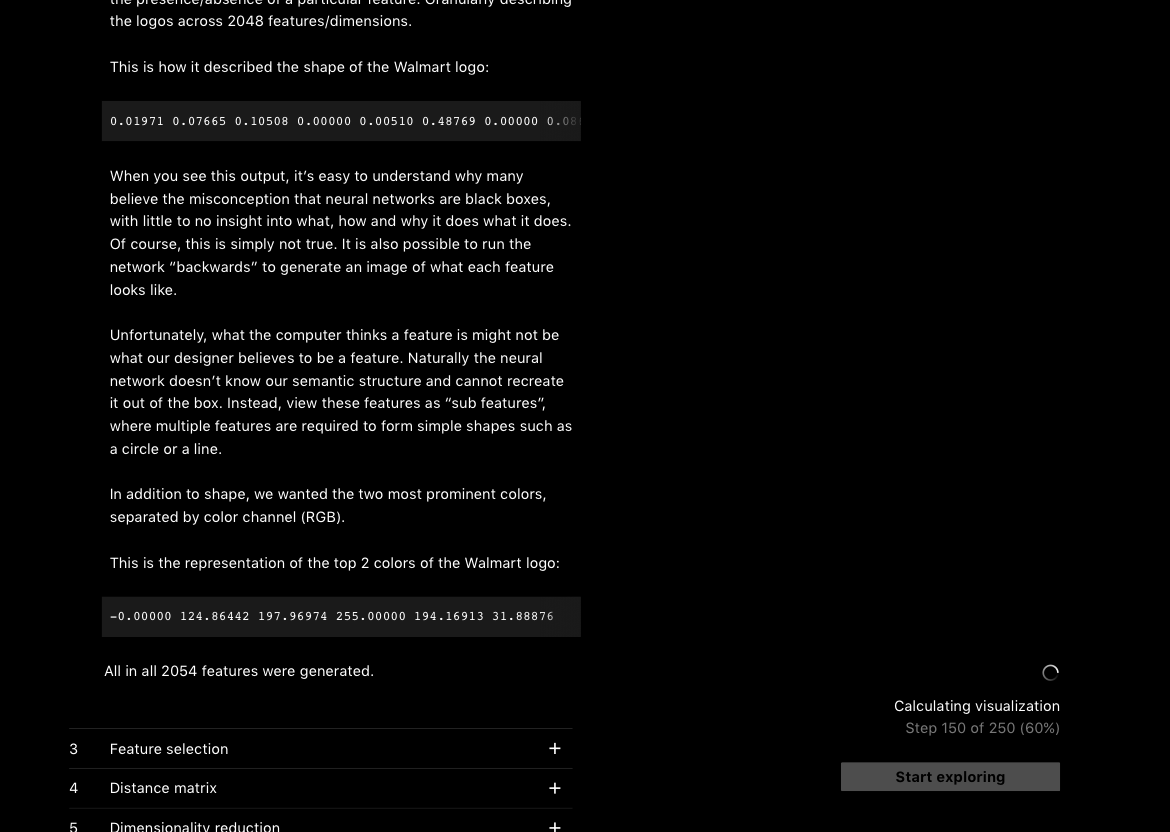 the presence/absence of a particular feature. Granularly describing
the logos across 2048 features/dimensions.
This is how it described the shape of the Walmart logo:
0.01971 0.07665 0.10508 0.00000 0.00510 0.48769 0.00000 0.08
When you see this output, it’s easy to understand why many
believe the misconception that neural networks are black boxes,
with little to no insight into what, how and why it does what it does.
Of course, this is simply not true. It is also possible to run the
network “backwards” to generate an image of what each feature
looks like.
Unfortunately, what the computer thinks a feature is might not be
what our designer believes to be a feature. Naturally the neural
network doesn’t know our semantic structure and cannot recreate
it out of the box. Instead, view these features as “sub features”,
where multiple features are required to form simple shapes such as
a circle or a line.
In addition to shape, we wanted the two most prominent colors,
separated by color channel (RGB).
This is the representation of the top 2 colors of the Walmart logo:
-0.00000 124.86442 197.96974 255.00000 194.16913 31.88876
All in all 2054 features were generated.
Calculating visualization
Step 150 of 250 (60%)
Start exploring
3 Feature selection +
4 Distance matrix +
5 Dimensionality reduction +